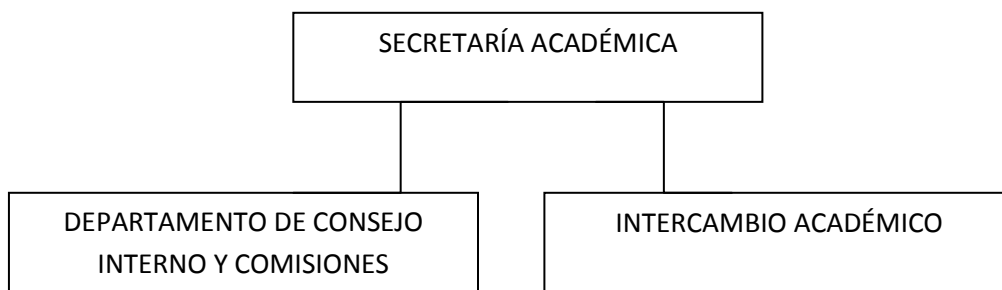 SECRETARÍA ACADÉMICA
DEPARTAMENTO DE CONSEJO
INTERNO Y COMISIONES
INTERCAMBIO ACADÉMICO